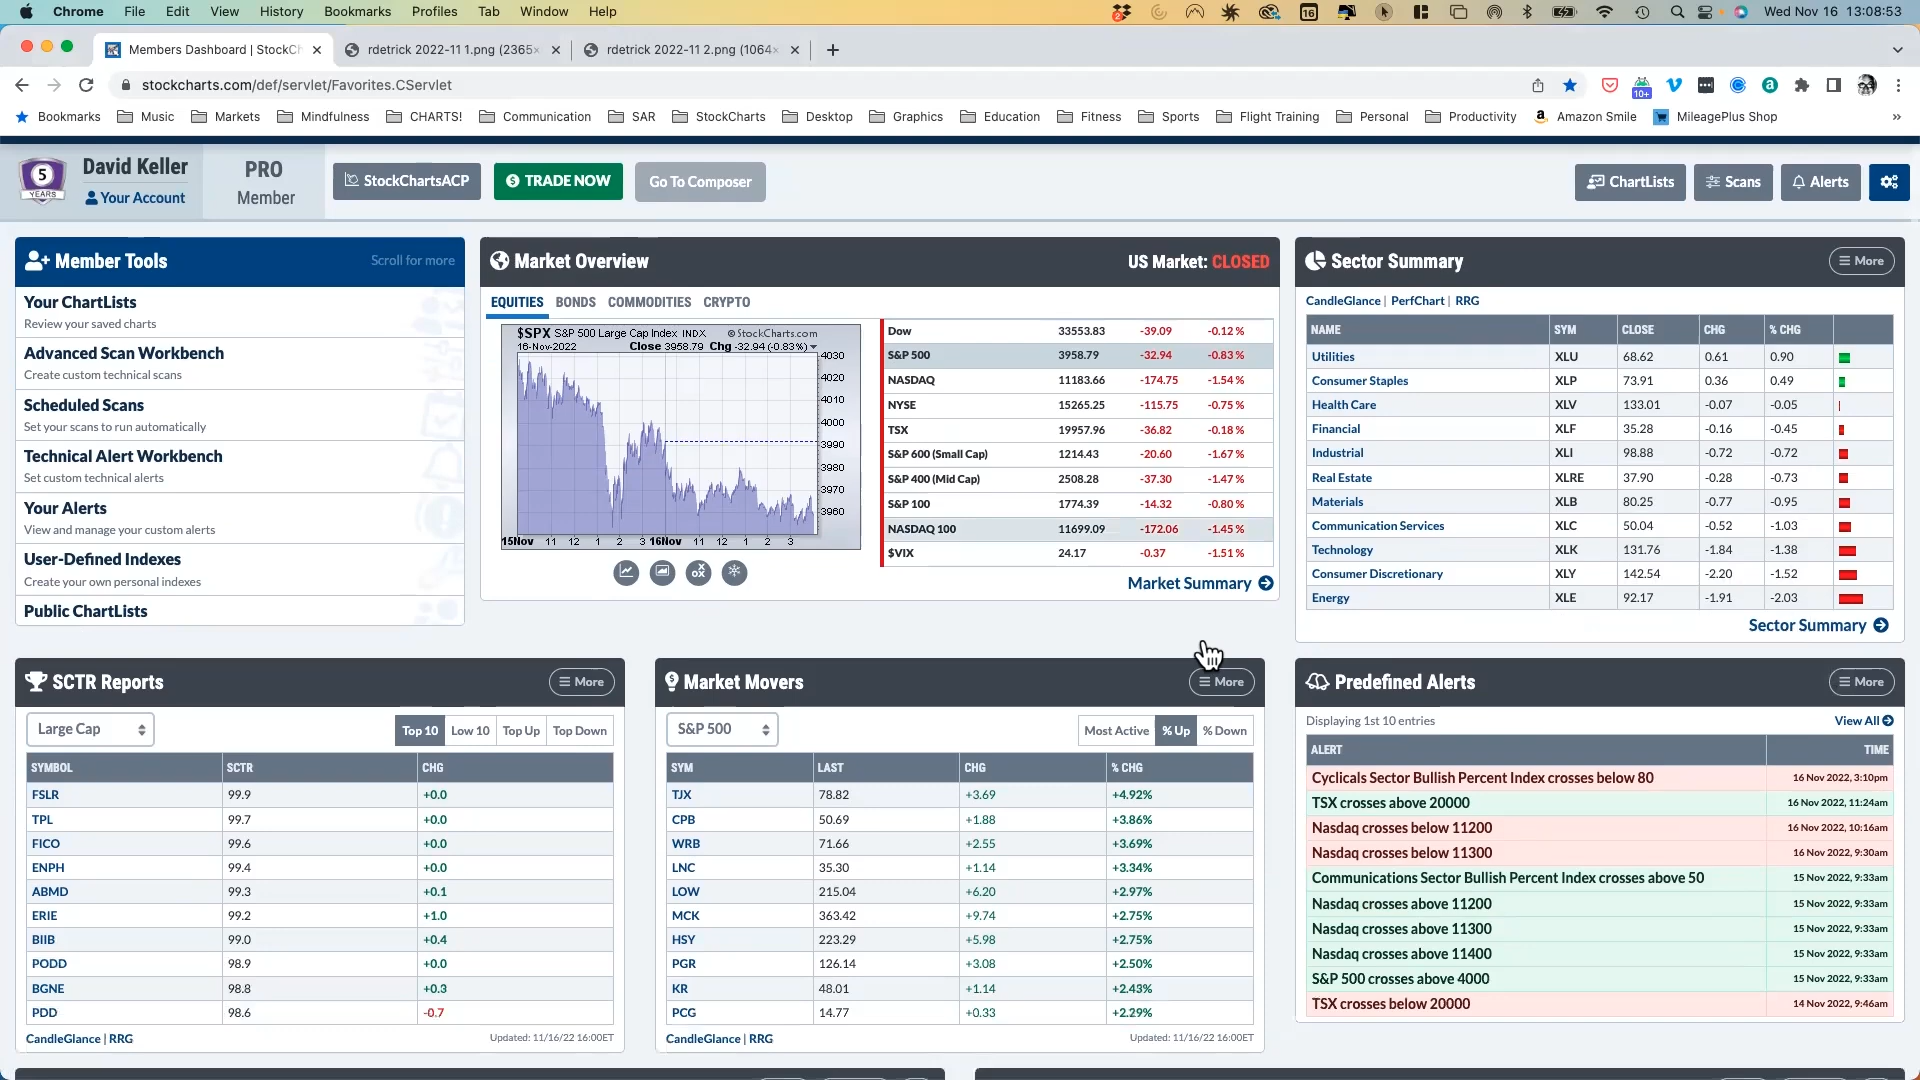 Chrome File Edit View History Bookmarks Profiles Tab Window Help 2 16 Wed Nov 16 13:08:53
Members Dashboard | StockCh rdetrick 2022-11 1.png (2365× rdetrick 2022-11 2.png (1064×
stockcharts.com/def/servlet/Favorites.CServlet 10+
Bookmarks Music Markets Mindfulness CHARTS! Communication SAR StockCharts Desktop Graphics Education Fitness Sports Flight Training Personal Productivity Amazon Smile MileagePlus Shop »
5 YEARS
David Keller
Your Account
PRO
Member
StockChartsACP TRADE NOW Go To Composer ChartLists Scans Alerts
Member Tools Scroll for more
Your ChartLists
Review your saved charts
Advanced Scan Workbench
Create custom technical scans
Scheduled Scans
Set your scans to run automatically
Technical Alert Workbench
Set custom technical alerts
Your Alerts
View and manage your custom alerts
User-Defined Indexes
Create your own personal indexes
Public ChartLists
Market Overview US Market: CLOSED
EQUITIES BONDS COMMODITIES CRYPTO
$SPX S&P 500 Large Cap Index INDX © StockCharts.com
16-Nov-2022 Close 3958.79 Chg -32.94 (-0.83%)
4030
4020
4010
4000
3990
3980
3970
3960
15Nov 11 12 1 2 3 16Nov 11 12 1 2 3
Dow 33553.83 -39.09 -0.12 %
S&P 500 3958.79 -32.94 -0.83 %
NASDAQ 11183.66 -174.75 -1.54 %
NYSE 15265.25 -115.75 -0.75 %
TSX 19957.96 -36.82 -0.18 %
S&P 600 (Small Cap) 1214.43 -20.60 -1.67 %
S&P 400 (Mid Cap) 2508.28 -37.30 -1.47 %
S&P 100 1774.39 -14.32 -0.80 %
NASDAQ 100 11699.09 -172.06 -1.45 %
$VIX 24.17 -0.37 -1.51 %
Market Summary
Sector Summary More
CandleGlance | PerfChart | RRG
NAME SYM CLOSE CHG % CHG
Utilities XLU 68.62 0.61 0.90
Consumer Staples XLP 73.91 0.36 0.49
Health Care XLV 133.01 -0.07 -0.05
Financial XLF 35.28 -0.16 -0.45
Industrial XLI 98.88 -0.72 -0.72
Real Estate XLRE 37.90 -0.28 -0.73
Materials XLB 80.25 -0.77 -0.95
Communication Services XLC 50.04 -0.52 -1.03
Technology XLK 131.76 -1.84 -1.38
Consumer Discretionary XLY 142.54 -2.20 -1.52
Energy XLE 92.17 -1.91 -2.03
Sector Summary
SCTR Reports More
Large Cap Top 10 Low 10 Top Up Top Down
SYMBOL SCTR CHG
FSLR 99.9 +0.0
TPL 99.7 +0.0
FICO 99.6 +0.0
ENPH 99.4 +0.0
ABMD 99.3 +0.1
ERIE 99.2 +1.0
BIIB 99.0 +0.4
PODD 98.9 +0.0
BGNE 98.8 +0.3
PDD 98.6 -0.7
CandleGlance | RRG Updated: 11/16/22 16:00ET
Market Movers More
S&P 500 Most Active % Up % Down
SYM LAST CHG % CHG
TJX 78.82 +3.69 +4.92%
CPB 50.69 +1.88 +3.86%
WRB 71.66 +2.55 +3.69%
LNC 35.30 +1.14 +3.34%
LOW 215.04 +6.20 +2.97%
MCK 363.42 +9.74 +2.75%
HSY 223.29 +5.98 +2.75%
PGR 126.14 +3.08 +2.50%
KR 48.01 +1.14 +2.43%
PCG 14.77 +0.33 +2.29%
CandleGlance | RRG Updated: 11/16/22 16:00ET
Predefined Alerts More
Displaying 1st 10 entries View All
ALERT TIME
Cyclicals Sector Bullish Percent Index crosses below 80 16 Nov 2022, 3:10pm
TSX crosses above 20000 16 Nov 2022, 11:24am
Nasdaq crosses below 11200 16 Nov 2022, 10:16am
Nasdaq crosses below 11300 16 Nov 2022, 9:30am
Communications Sector Bullish Percent Index crosses above 50 15 Nov 2022, 9:33am
Nasdaq crosses above 11200 15 Nov 2022, 9:33am
Nasdaq crosses above 11300 15 Nov 2022, 9:33am
Nasdaq crosses above 11400 15 Nov 2022, 9:33am
S&P 500 crosses above 4000 15 Nov 2022, 9:33am
TSX crosses below 20000 14 Nov 2022, 9:46am